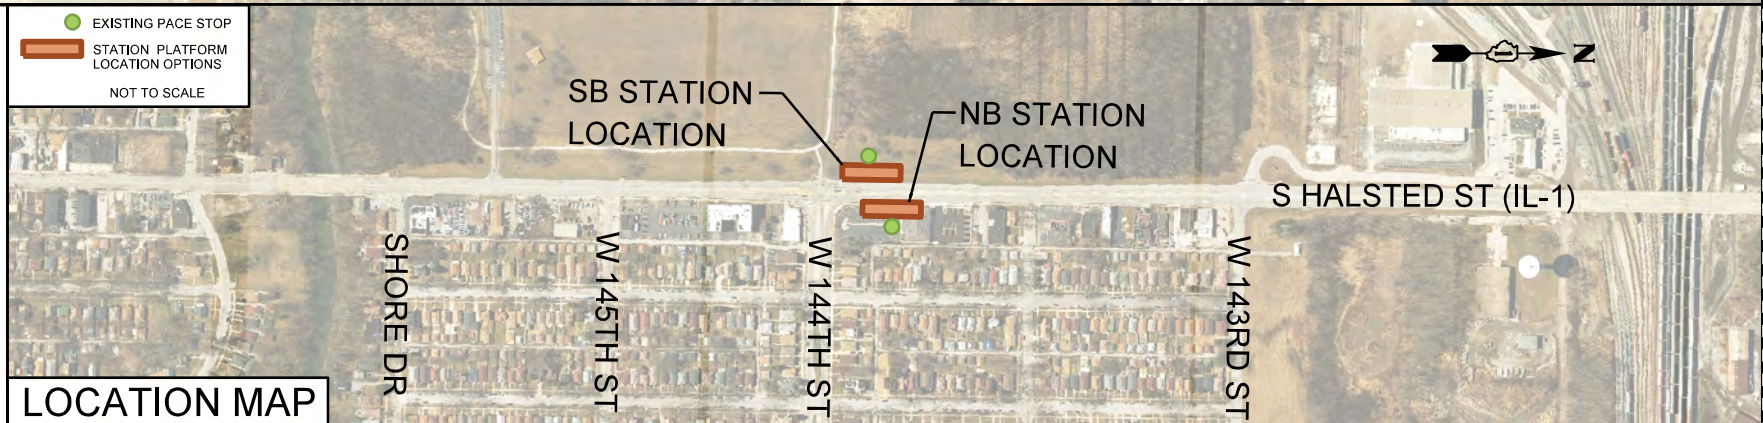 EXISTING PACE STOP
STATION PLATFORM
LOCATION OPTIONS
NOT TO SCALE
SB STATION
LOCATION
NB STATION
LOCATION
N
S HALSTED ST (IL-1)
SHORE DR
W 145TH ST
W 144TH ST
W 143RD ST
LOCATION MAP